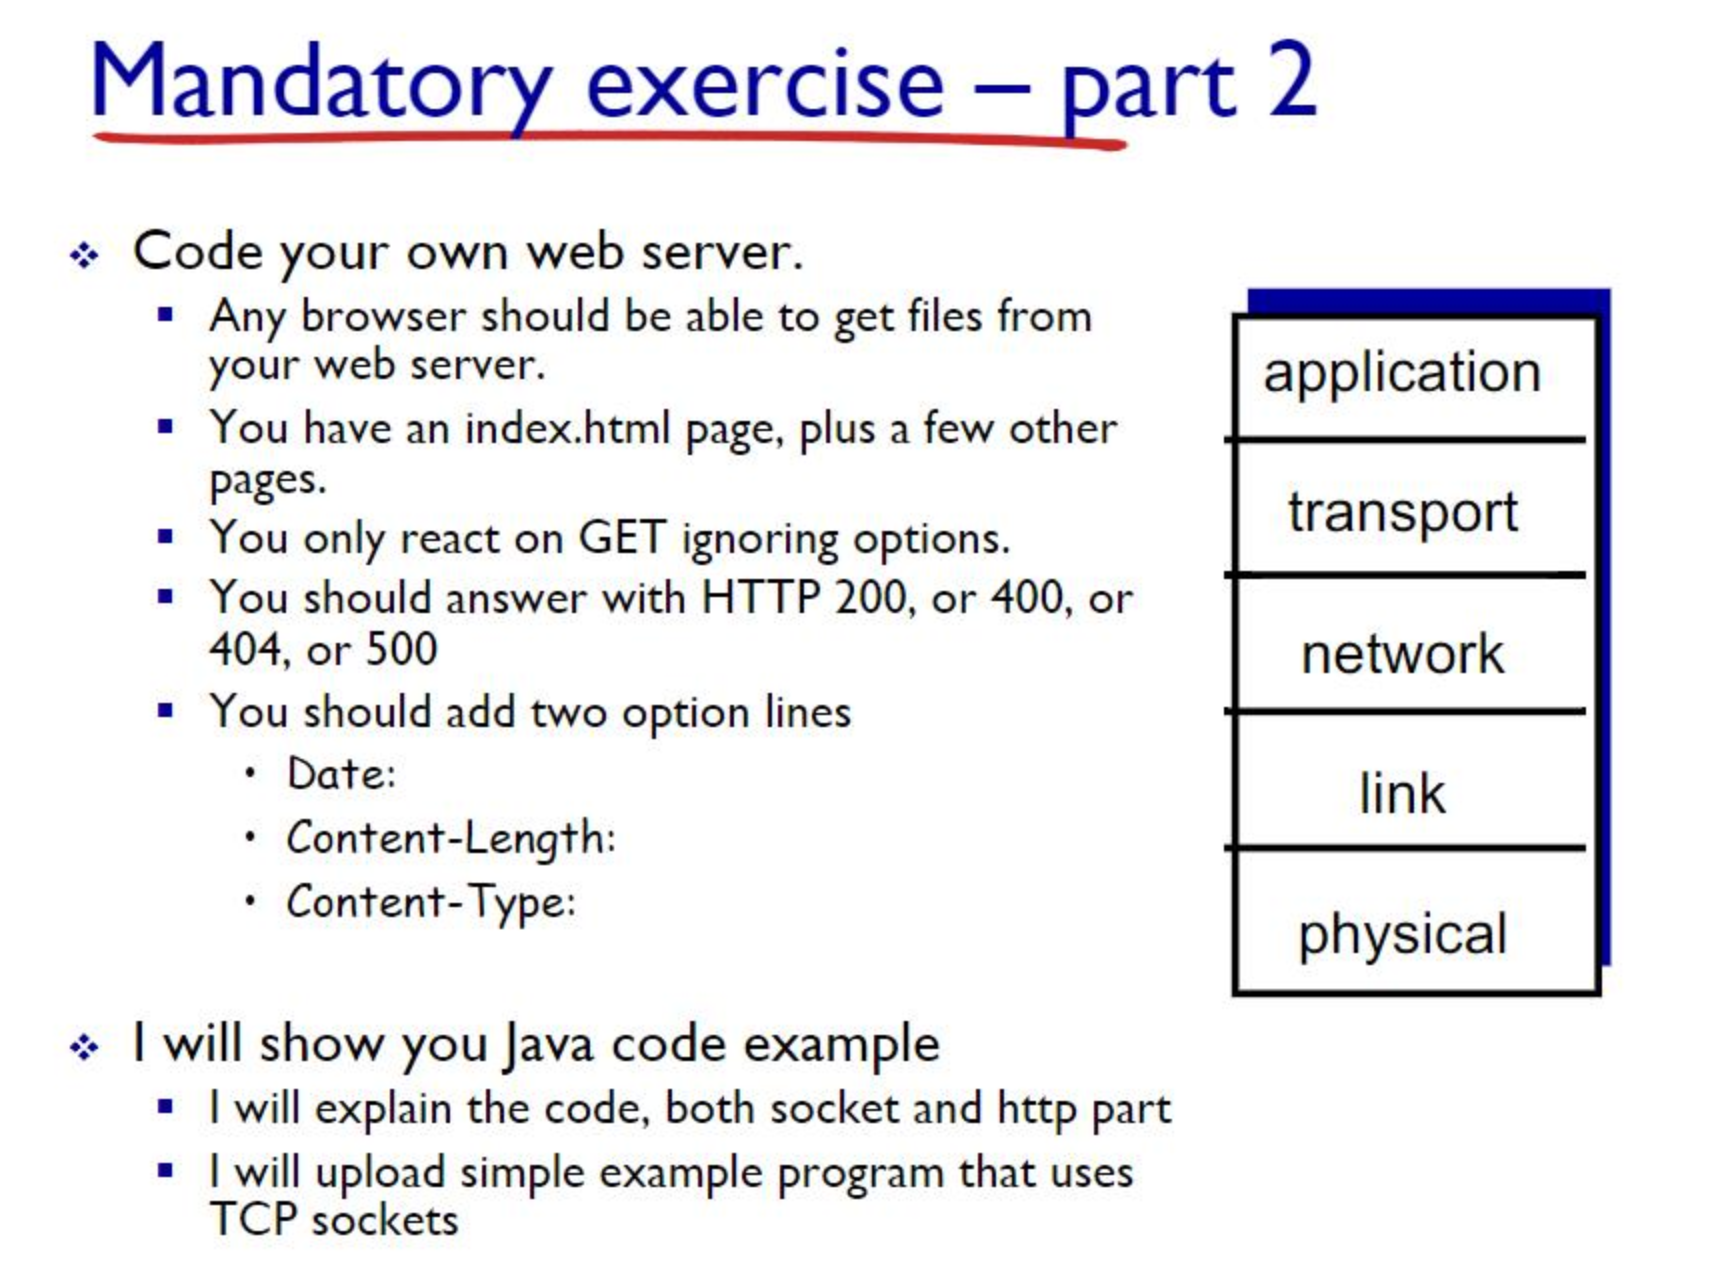 Mandatory exercise – part 2
Code your own web server.
Any browser should be able to get files from
your web server.
You have an index.html page, plus a few other
pages.
You only react on GET ignoring options.
You should answer with HTTP 200, or 400, or
404, or 500
You should add two option lines
Date:
Content-Length:
Content-Type:
I will show you Java code example
I will explain the code, both socket and http part
I will upload simple example program that uses
TCP sockets
application
transport
network
link
physical